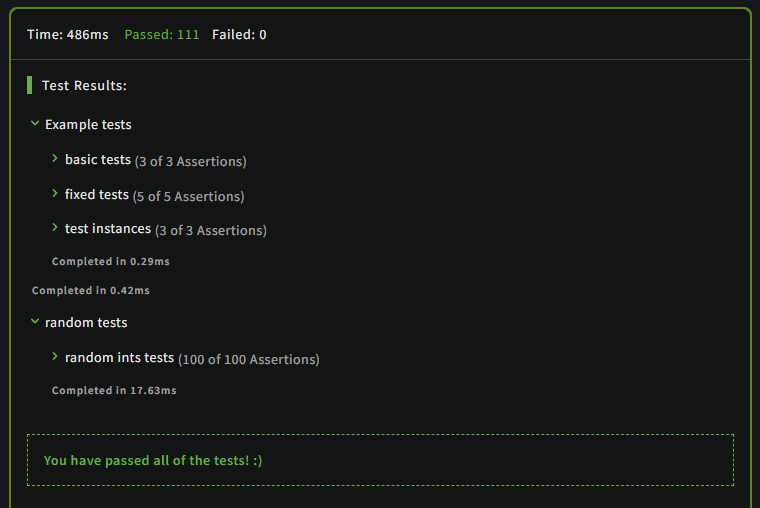 Time: 486ms Passed: 111 Failed: 0
Test Results:
Example tests
basic tests (3 of 3 Assertions)
fixed tests (5 of 5 Assertions)
test instances (3 of 3 Assertions)
Completed in 0.29ms
Completed in 0.42ms
random tests
random ints tests (100 of 100 Assertions)
Completed in 17.63ms
You have passed all of the tests! :)